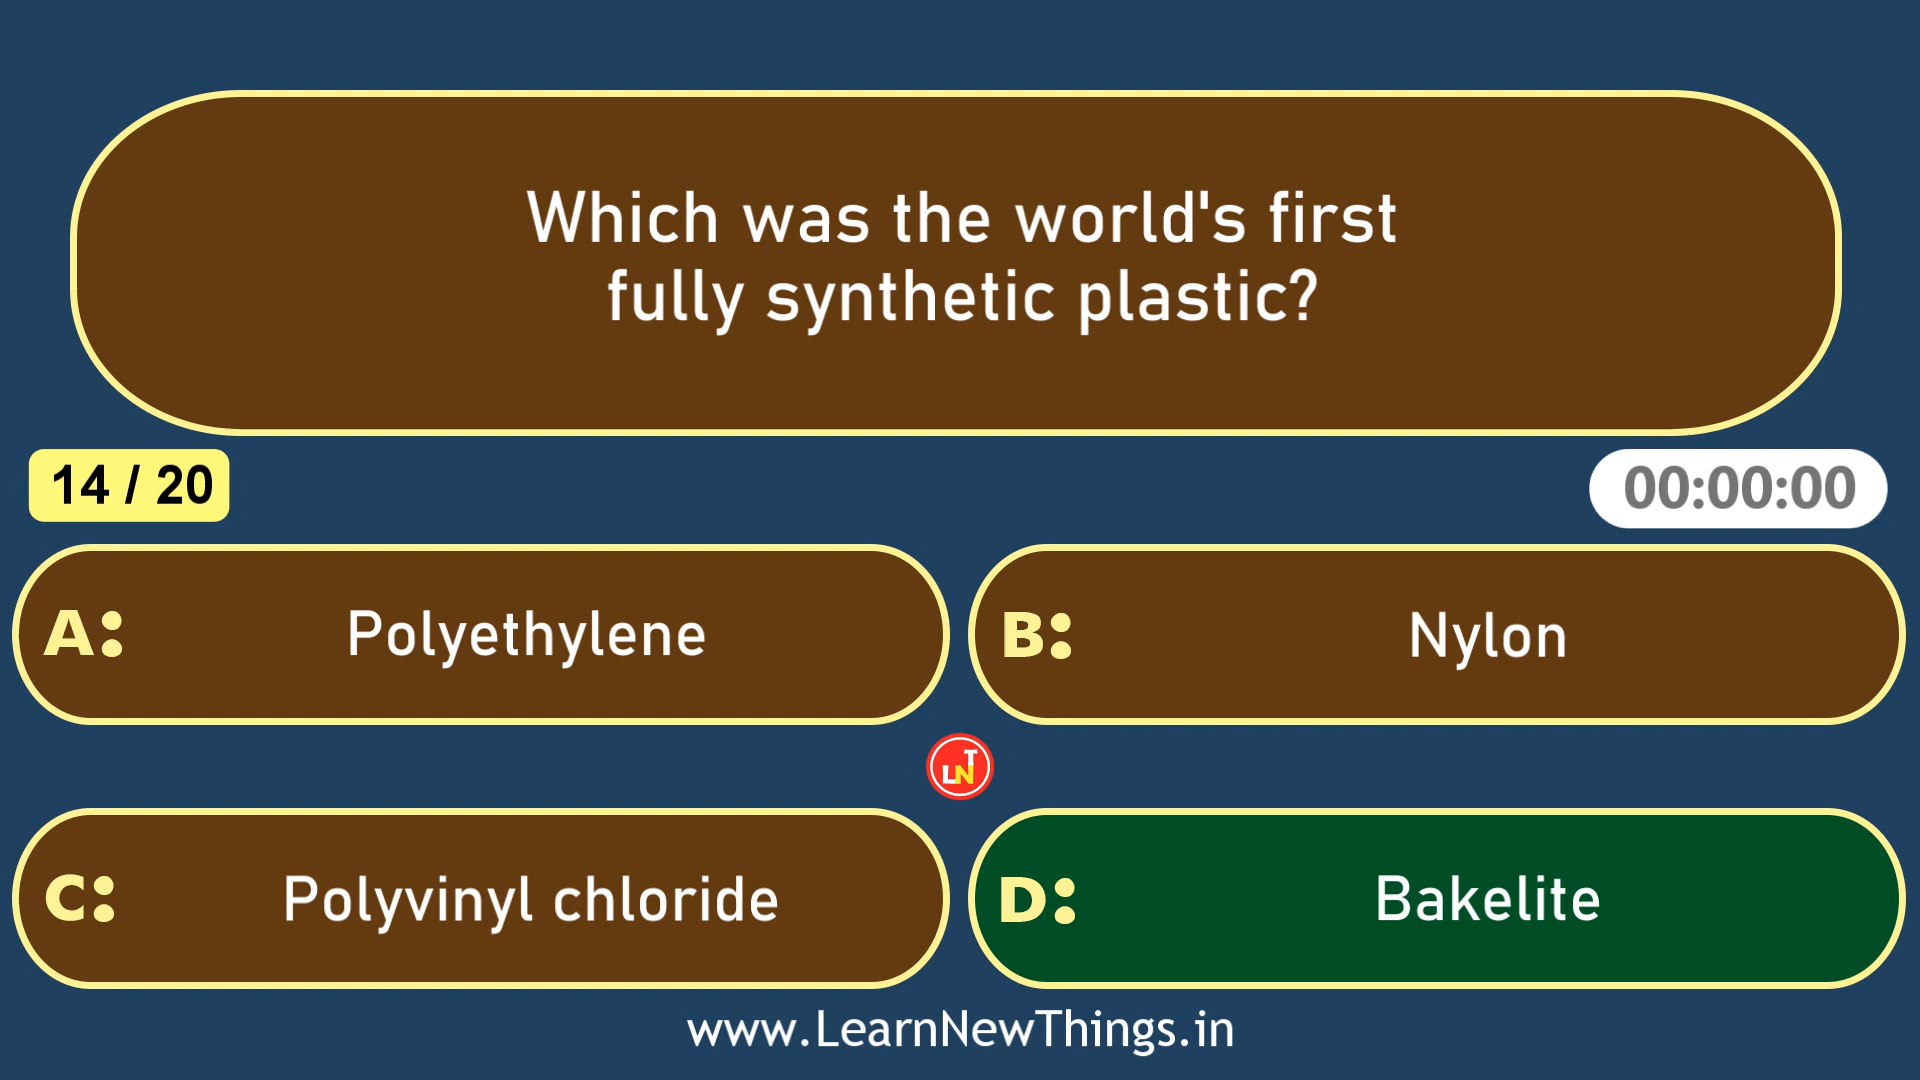 Which was the world's first
fully synthetic plastic?
14 / 20
00:00:00
A: Polyethylene
B: Nylon
LNT
C: Polyvinyl chloride
D: Bakelite
www.LearnNewThings.in